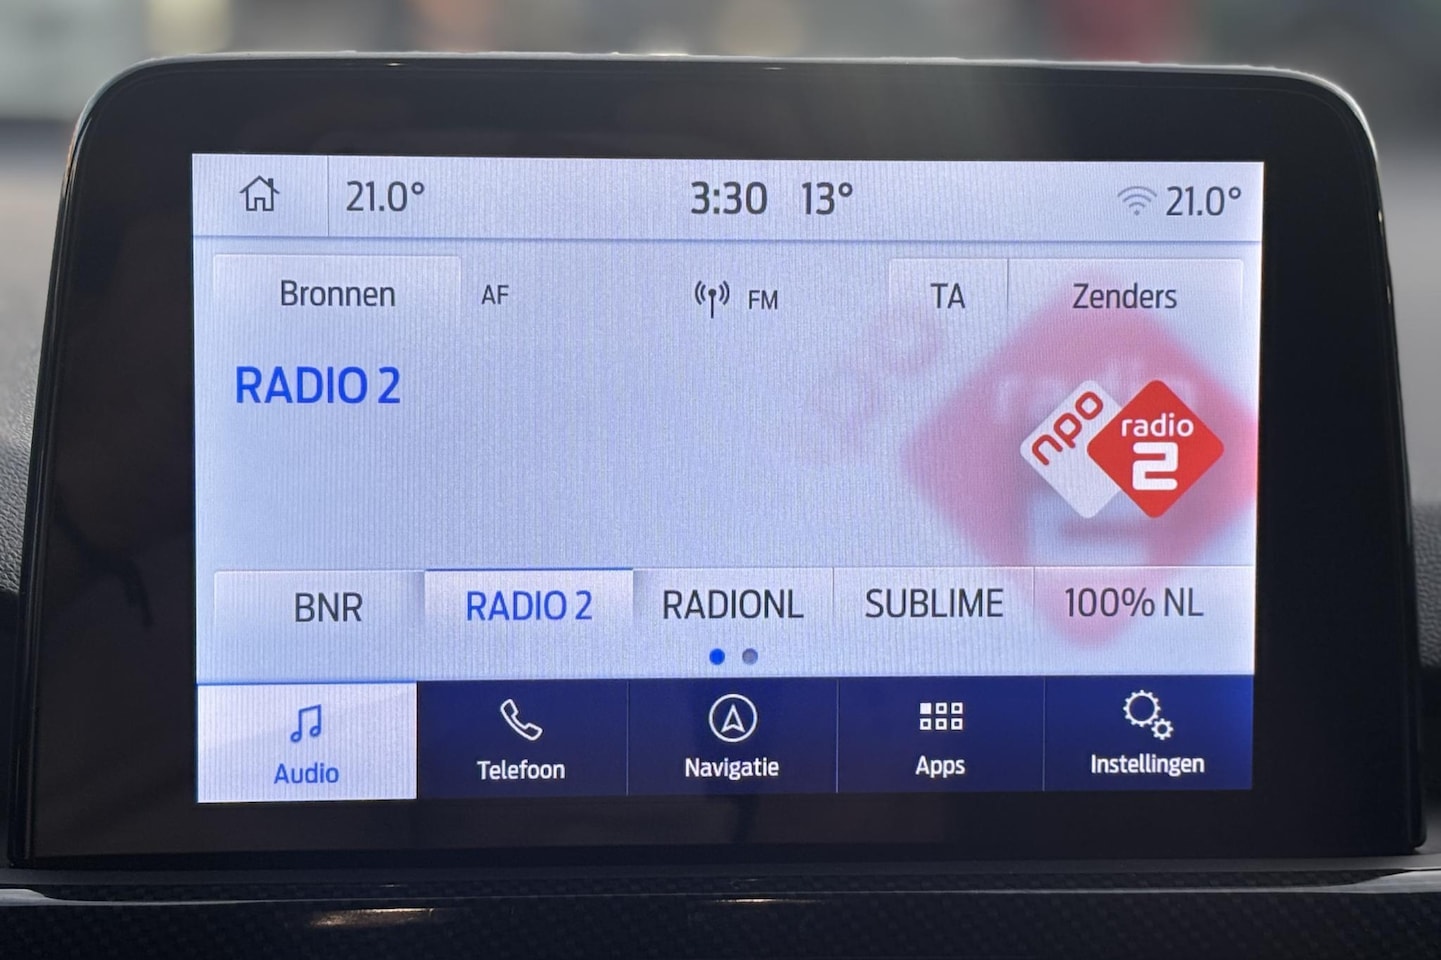 21.0° 3:30 13° 21.0°
Bronnen AF FM TA Zenders
RADIO 2
npo radio 2
BNR RADIO 2 RADIONL SUBLIME 100% NL
Audio Telefoon Navigatie Apps Instellingen